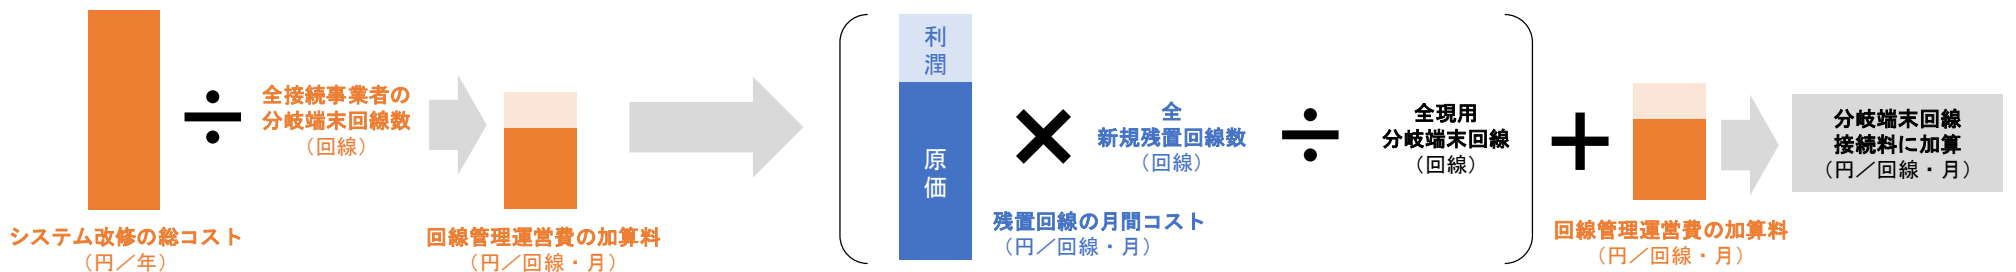 システム改修の総コスト
（円／年）
÷
全接続事業者の
分岐端末回線数
（回線）
回線管理運営費の加算料
（円／回線・月）
利
潤
原
価
残置回線の月間コスト
（円／回線・月）
×
全
新規残置回線数
（回線）
÷
全現用
分岐端末回線
（回線）
＋
回線管理運営費の加算料
（円／回線・月）
分岐端末回線
接続料に加算
（円／回線・月）